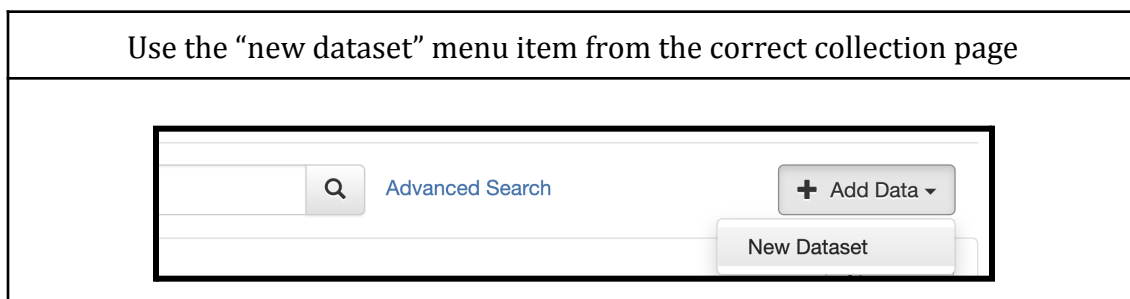 Use the “new dataset” menu item from the correct collection page
Advanced Search
Add Data
New Dataset